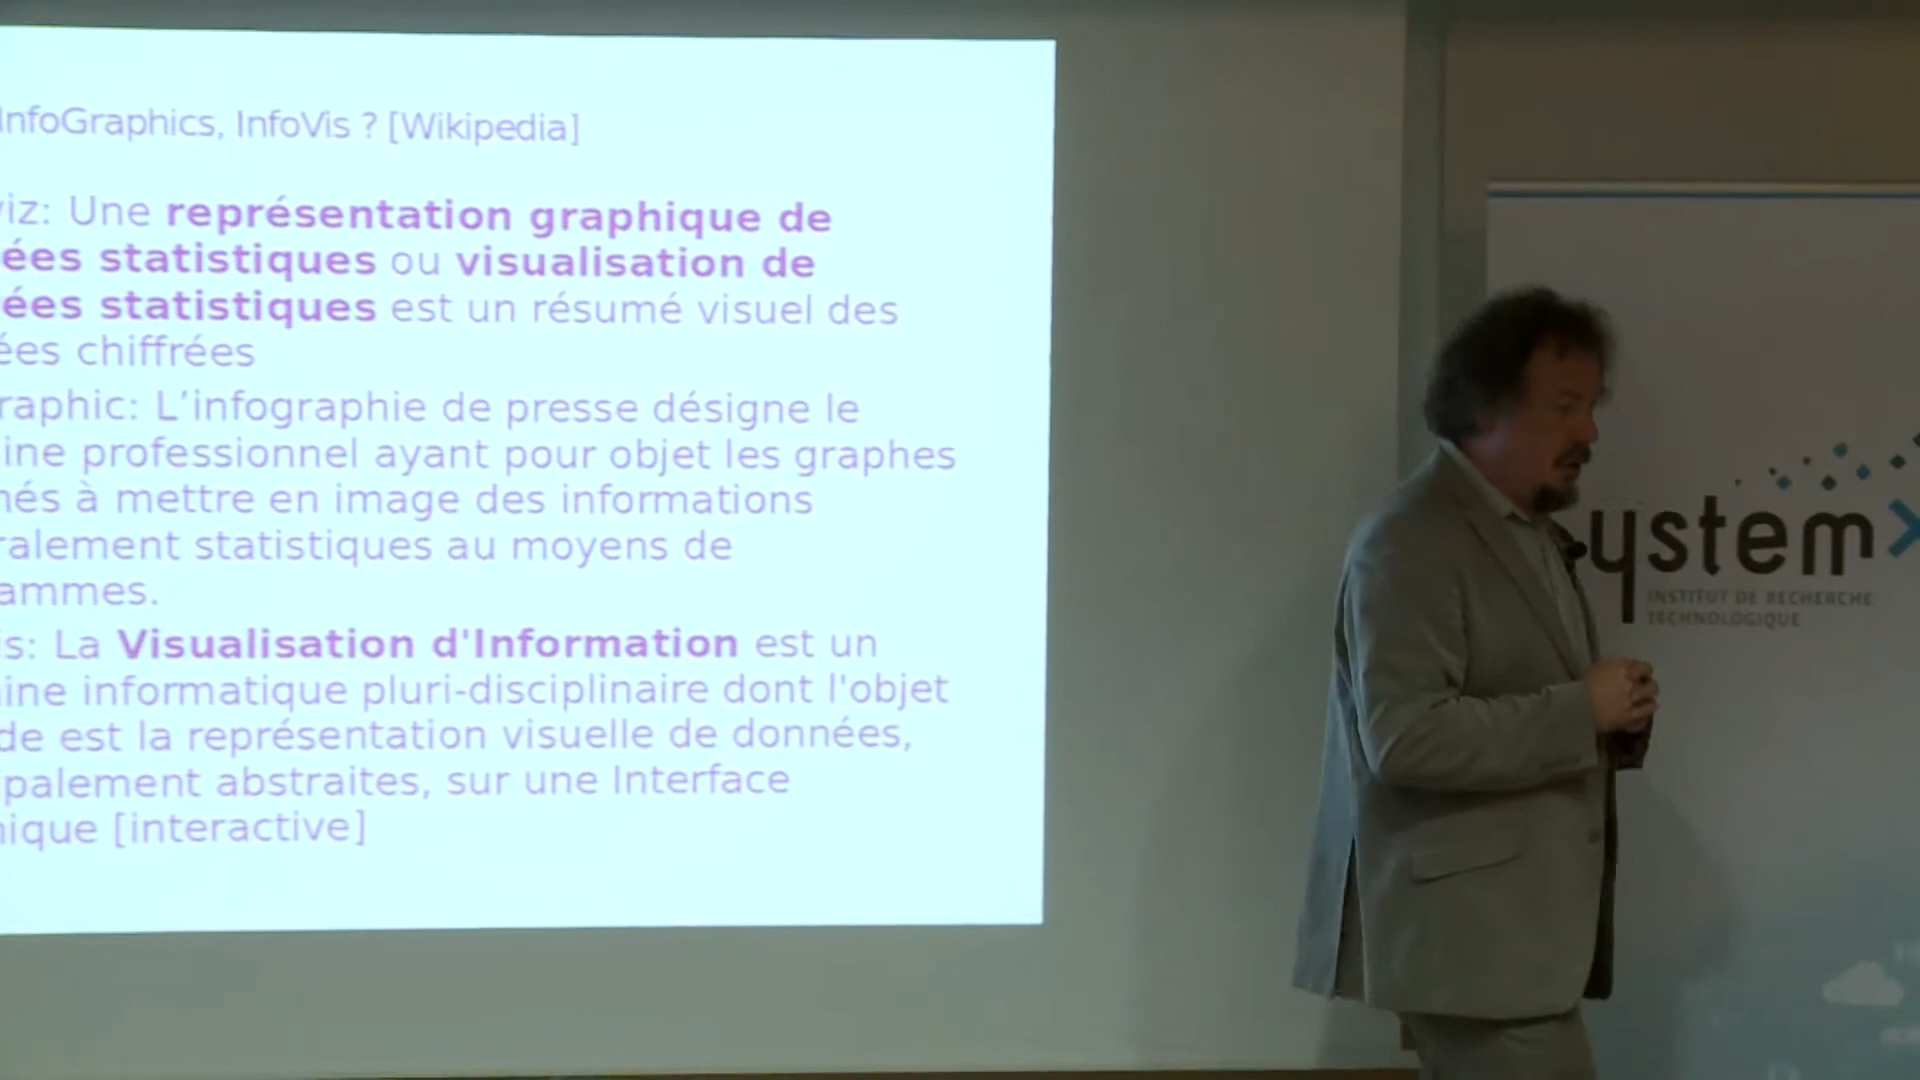 InfoGraphics, InfoVis ? [Wikipedia]
viz: Une représentation graphique de
ées statistiques ou visualisation de
ées statistiques est un résumé visuel des
ées chiffrées
raphic: L’infographie de presse désigne le
ine professionnel ayant pour objet les graphes
nés à mettre en image des informations
ralement statistiques au moyens de
ammes.
is: La Visualisation d'Information est un
ine informatique pluri-disciplinaire dont l'objet
de est la représentation visuelle de données,
palement abstraites, sur une Interface
hique [interactive]
ystemX
INSTITUT DE RECHERCHE
TECHNOLOGIQUE